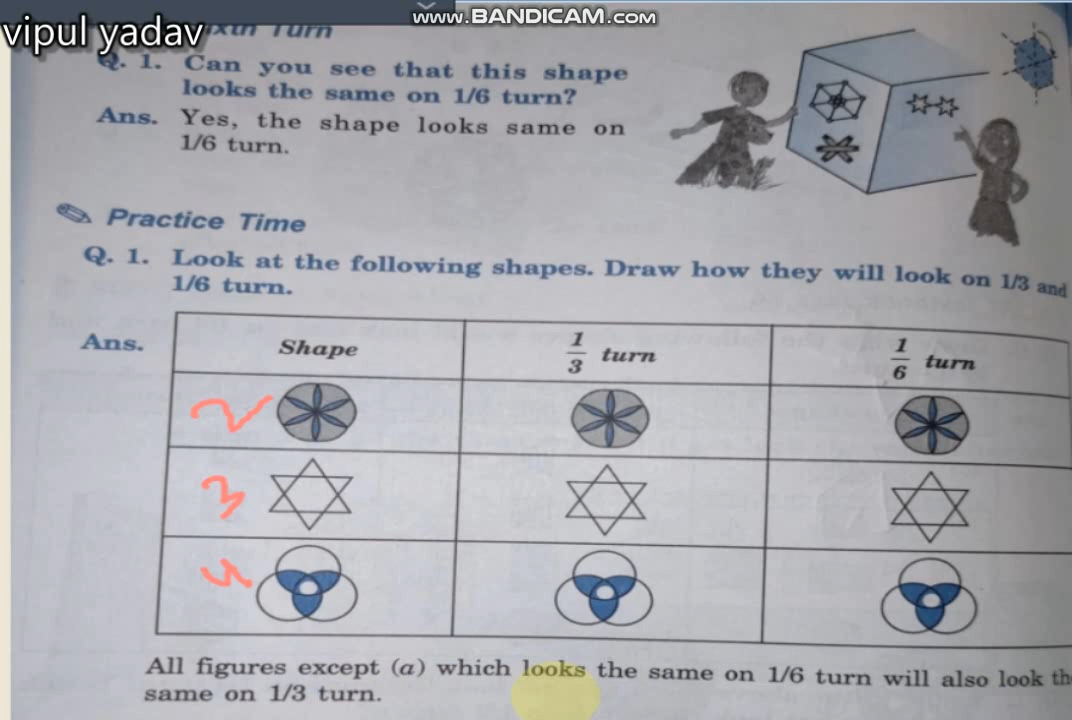 www.BANDICAM.COM
vipul yadav
Turn
Q. 1. Can you see that this shape
looks the same on 1/6 turn?
Ans. Yes, the shape looks same on
1/6 turn.
Practice Time
Q. 1. Look at the following shapes. Draw how they will look on 1/3 and
1/6 turn.
Ans. Shape 1/3 turn 1/6 turn
2
3
All figures except (a) which looks the same on 1/6 turn will also look
same on 1/3 turn.